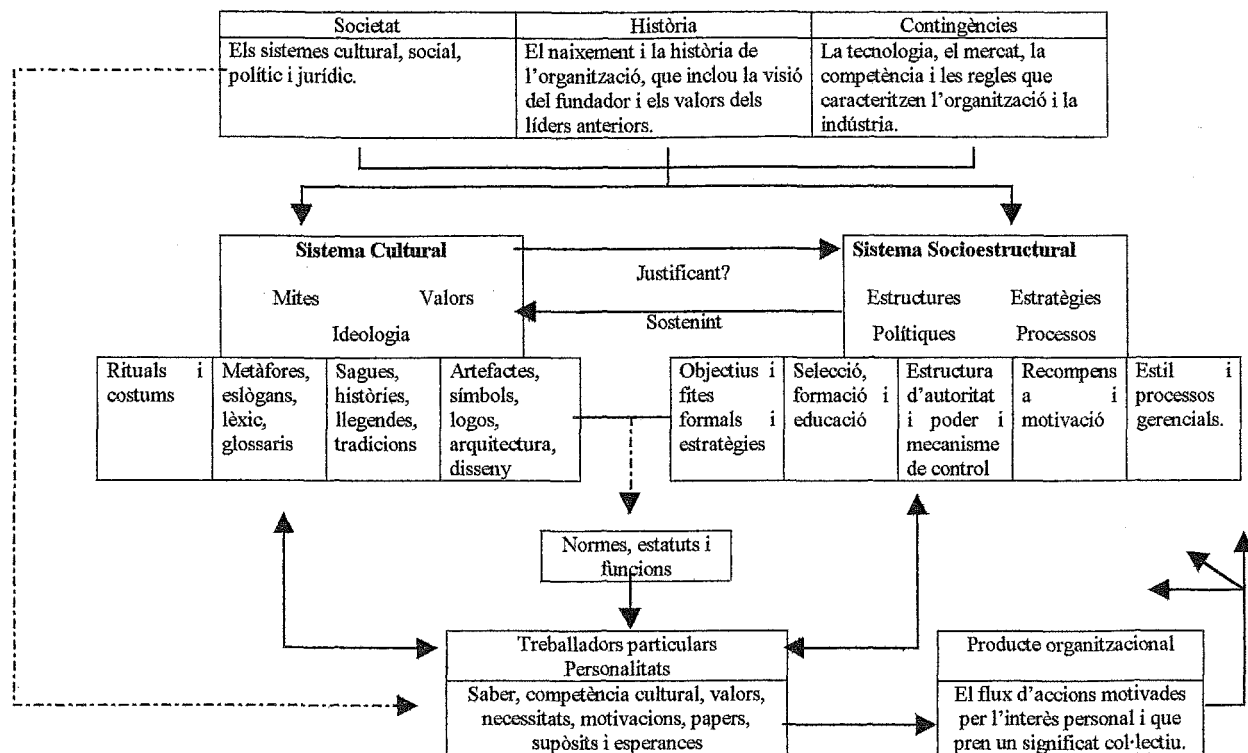 Societat
Història
Contingències
Els sistemes cultural, social,
polític i jurídic.
El naixement i la història de
l'organització, que inclou la visió
del fundador i els valors dels
líders anteriors.
La tecnologia, el mercat, la
competència i les regles que
caracteritzen l'organització i la
indústria.
Sistema Cultural
Mites Valors
Ideologia
Justificant?
Sostenint
Sistema Socioestructural
Estructures Estratègies
Polítiques Processos
Rituals i
costums
Metàfores,
eslògans,
lèxic,
glossaris
Sagues,
històries,
llegendes,
tradicions
Artefactes,
símbols,
logos,
arquitectura,
disseny
Objectius i
fites
formals i
estratègies
Selecció,
formació i
educació
Estructura
d'autoritat
i poder i
mecanisme
de control
Recompens
a i
motivació
Estil i
processos
gerencials.
Normes, estatuts i
funcions
Treballadors particulars
Personalitats
Saber, competència cultural, valors,
necessitats, motivacions, papers,
supòsits i esperances
Producte organitzacional
El flux d'accions motivades
per l'interès personal i que
pren un significat col·lectiu.